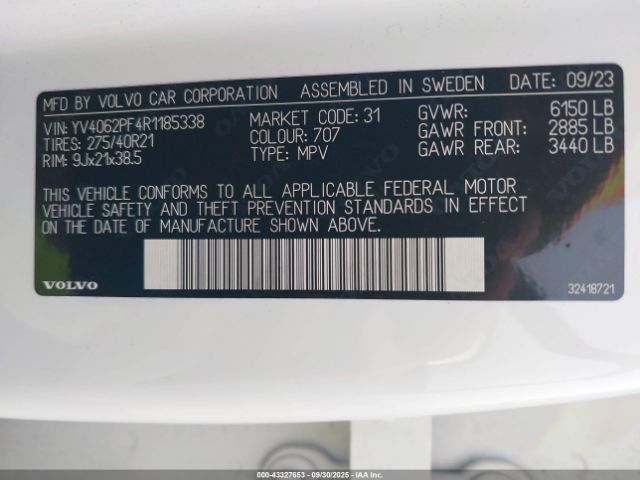 MFD BY VOLVO CAR CORPORATION ASSEMBLED IN SWEDEN DATE: 09/23
VIN: YV4062PF4R1185338 MARKET CODE: 31 GVWR: 6150 LB
TIRES: 275/40R21 COLOUR: 707 GAWR FRONT: 2885 LB
RIM: 9Jx21x38.5 TYPE: MPV GAWR REAR: 3440 LB
THIS VEHICLE CONFORMS TO ALL APPLICABLE FEDERAL MOTOR
VEHICLE SAFETY AND THEFT PREVENTION STANDARDS IN EFFECT
ON THE DATE OF MANUFACTURE SHOWN ABOVE.
VOLVO 32418721
000-43327653 - 09/30/2025 - COPART